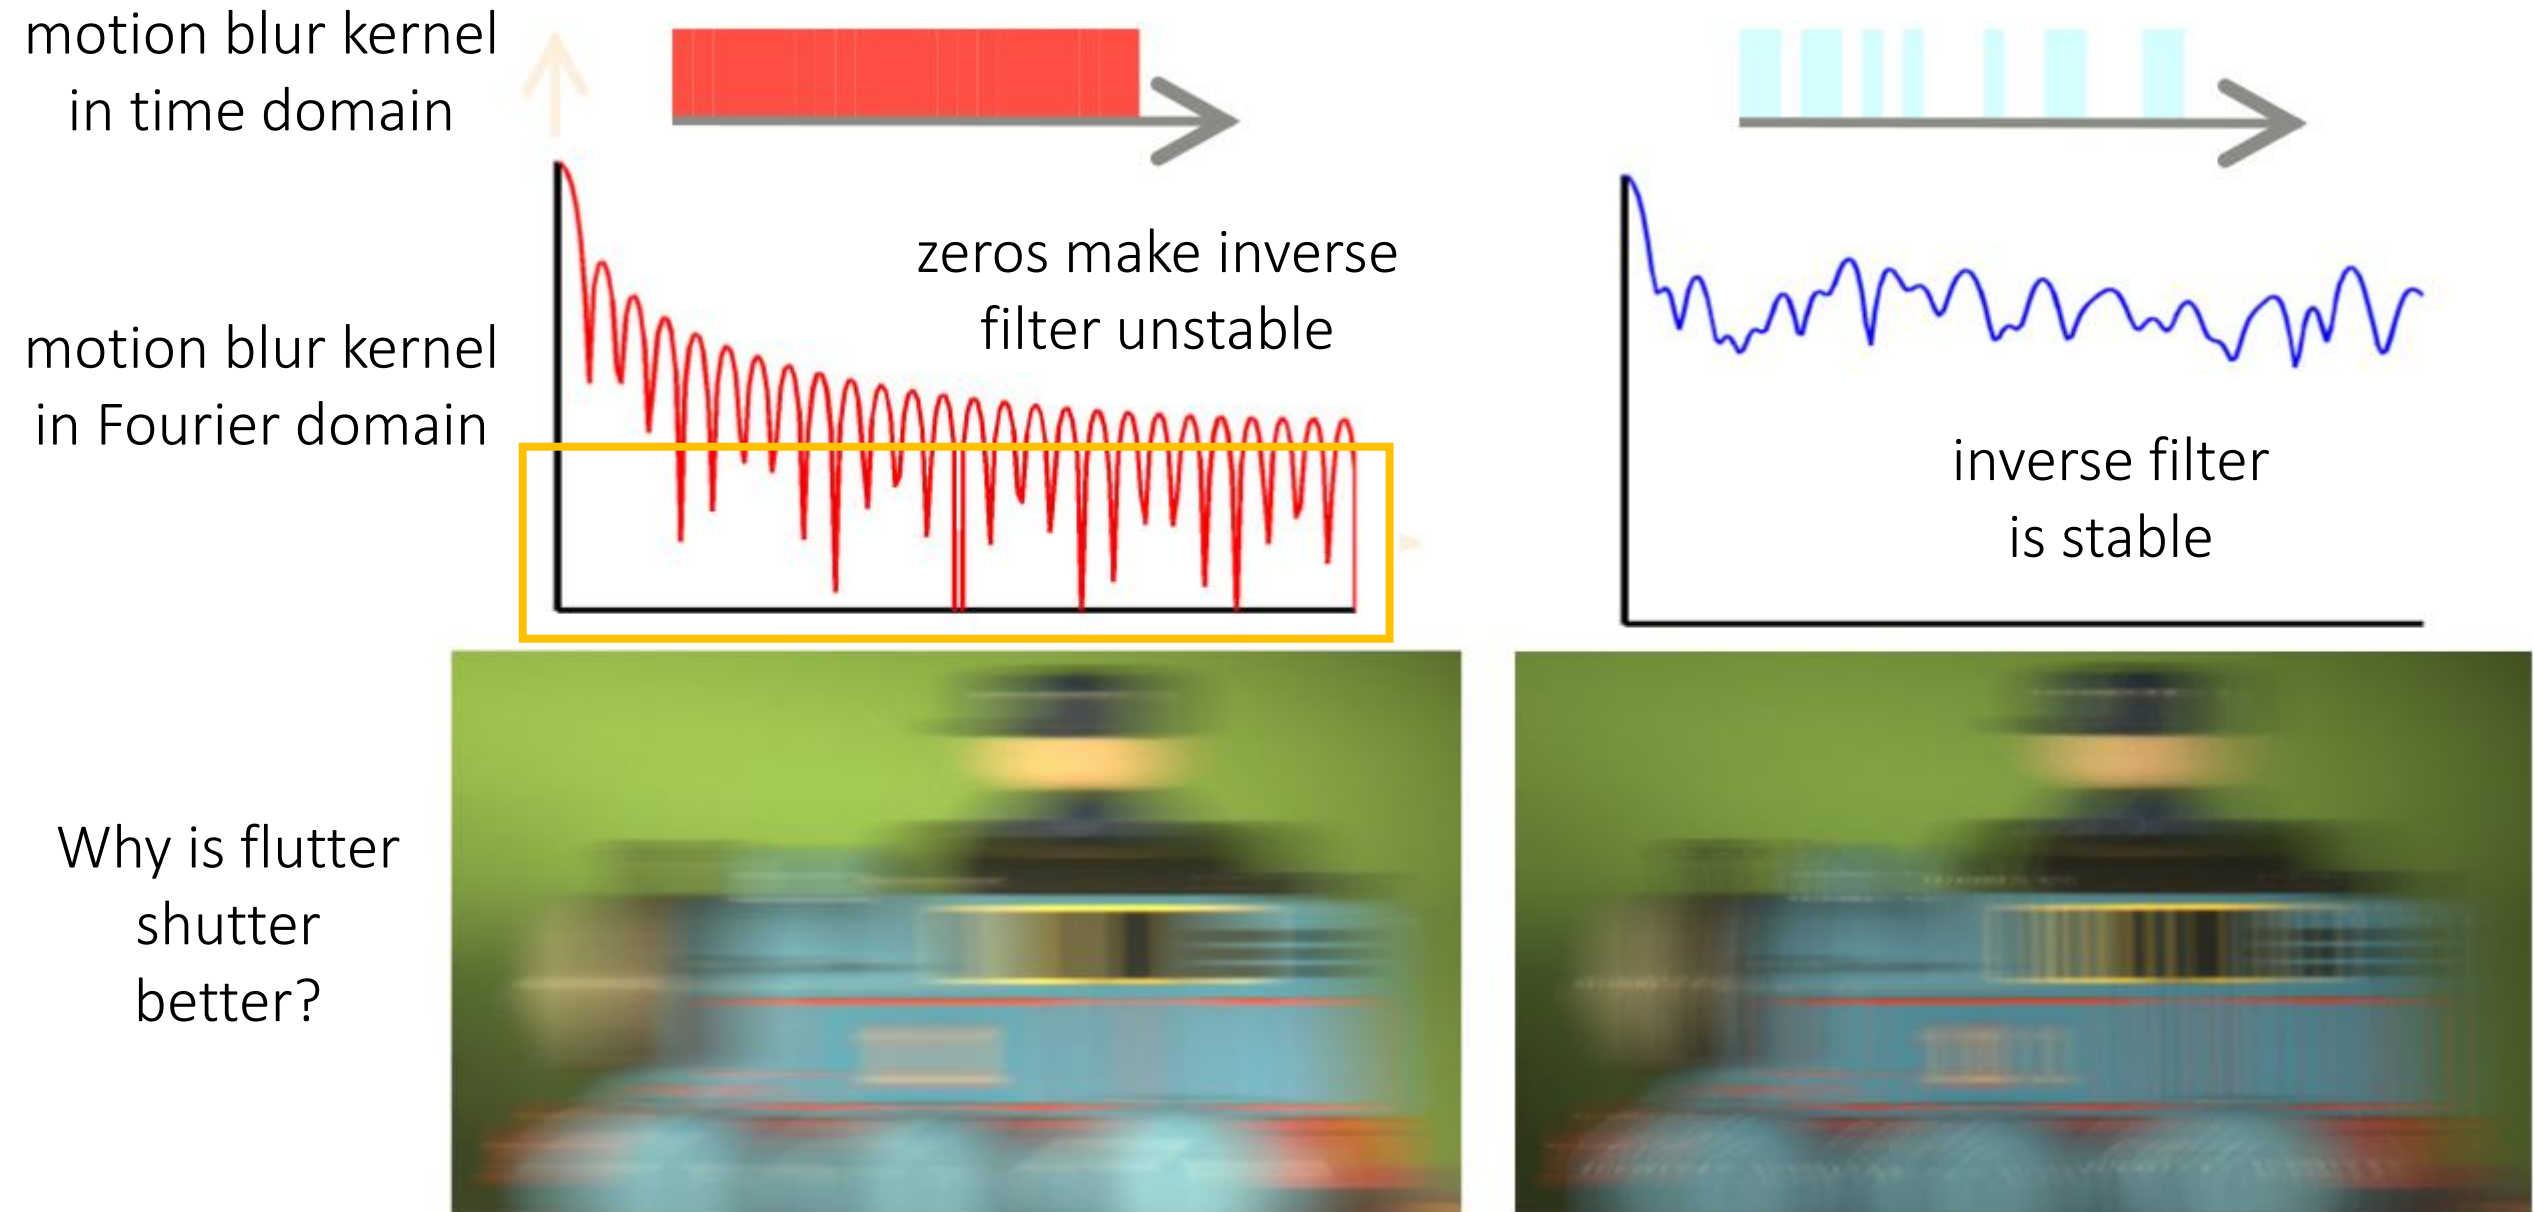 motion blur kernel
in time domain
zeros make inverse
filter unstable
motion blur kernel
in Fourier domain
inverse filter
is stable
Why is flutter
shutter
better?